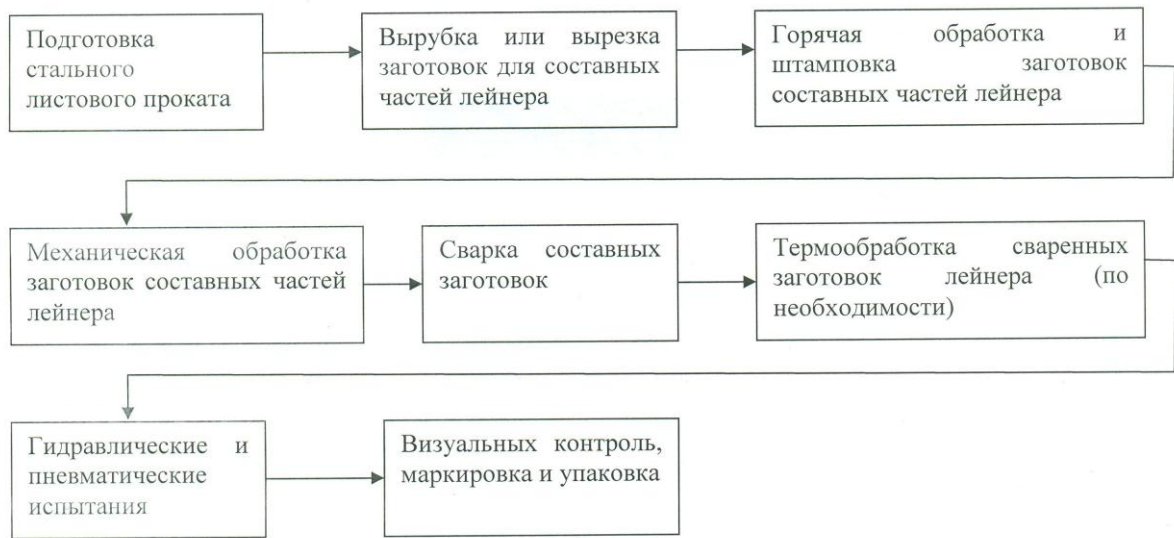 Подготовка
стального
листового проката
Вырубка или вырезка
заготовок для составных
частей лейнера
Горячая обработка и
штамповка заготовок
составных частей лейнера
Механическая обработка
заготовок составных частей
лейнера
Сварка составных
заготовок
Термообработка сваренных
заготовок лейнера (по
необходимости)
Гидравлические и
пневматические
испытания
Визуальных контроль,
маркировка и упаковка